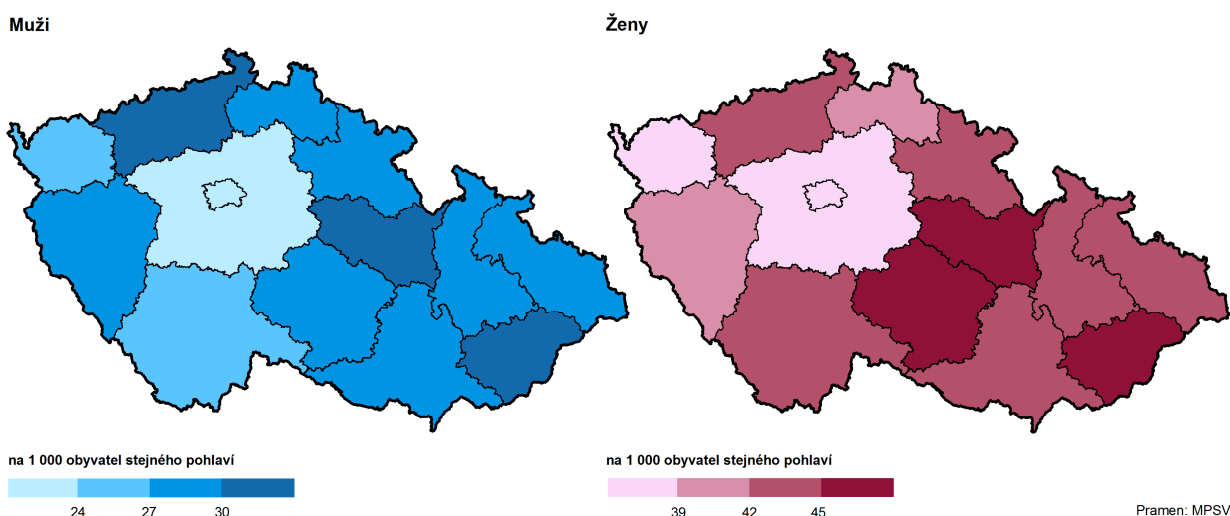 Muži
Ženy
na 1 000 obyvatel stejného pohlaví
24 27 30
na 1 000 obyvatel stejného pohlaví
39 42 45
Pramen: MPSV